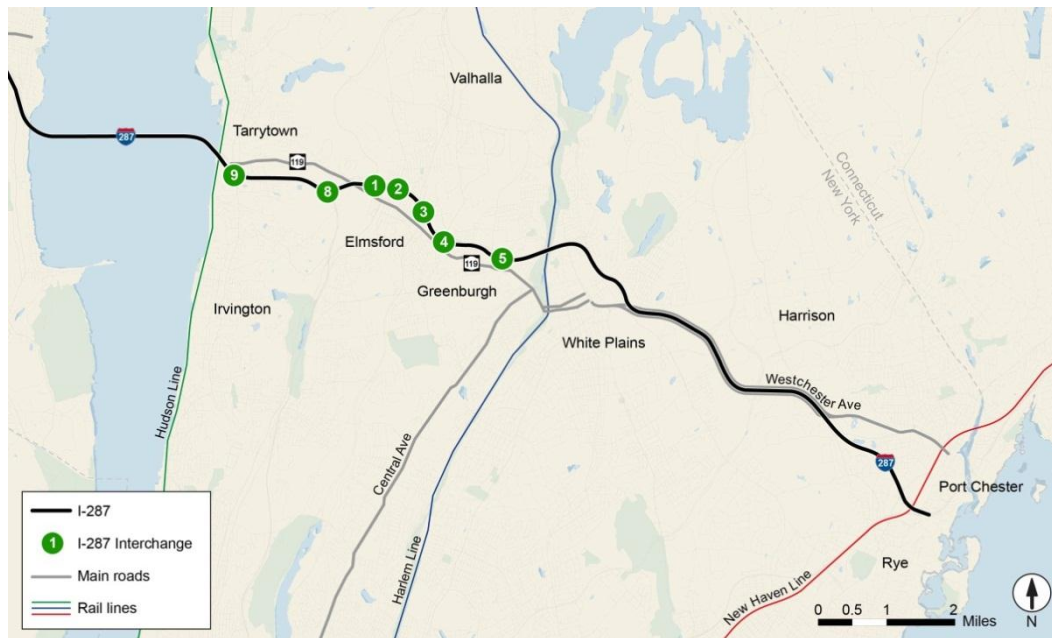 Valhalla
Tarrytown
287
119
9
8
1
2
3
4
5
Elmsford
119
Greenburgh
Irvington
White Plains
Harrison
Connecticut
New York
Westchester Ave
Hudson Line
Central Ave
Harlem Line
287
Port Chester
Rye
New Haven Line
I-287
1 I-287 Interchange
Main roads
Rail lines
0 0.5 1 2
Miles
N